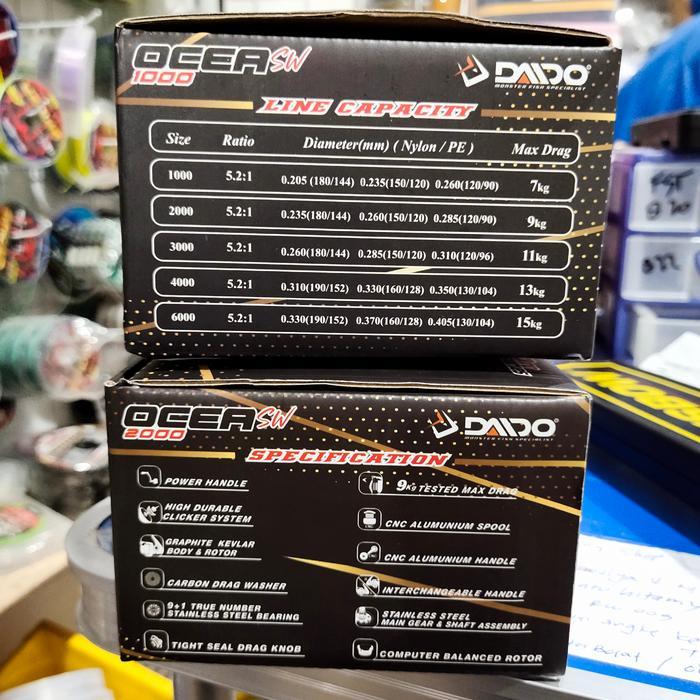 OCEA SW
1000
DAIDO
MONSTER FISH SPECIALIST
LINE CAPACITY
Size Ratio Diameter(mm) ( Nylon / PE ) Max Drag
1000 5.2:1 0.205 (180/144) 0.235(150/120) 0.260(120/90) 7kg
2000 5.2:1 0.235(180/144) 0.260(150/120) 0.285(120/90) 9kg
3000 5.2:1 0.260(180/144) 0.285(150/120) 0.310(120/96) 11kg
4000 5.2:1 0.310(190/152) 0.330(160/128) 0.350(130/104) 13kg
6000 5.2:1 0.330(190/152) 0.370(160/128) 0.405(130/104) 15kg
OCEA SW
2000
DAIDO
MONSTER FISH SPECIALIST
SPECIFICATION
POWER HANDLE
HIGH DURABLE
CLICKER SYSTEM
GRAPHITE KEVLAR
BODY & ROTOR
CARBON DRAG WASHER
9+1 TRUE NUMBER
STAINLESS STEEL BEARING
TIGHT SEAL DRAG KNOB
9Kg TESTED MAX DRAG
CNC ALUMUNIUM SPOOL
CNC ALUMUNIUM HANDLE
INTERCHANGEABLE HANDLE
STAINLESS STEEL
MAIN GEAR & SHAFT ASSEMBLY
COMPUTER BALANCED ROTOR